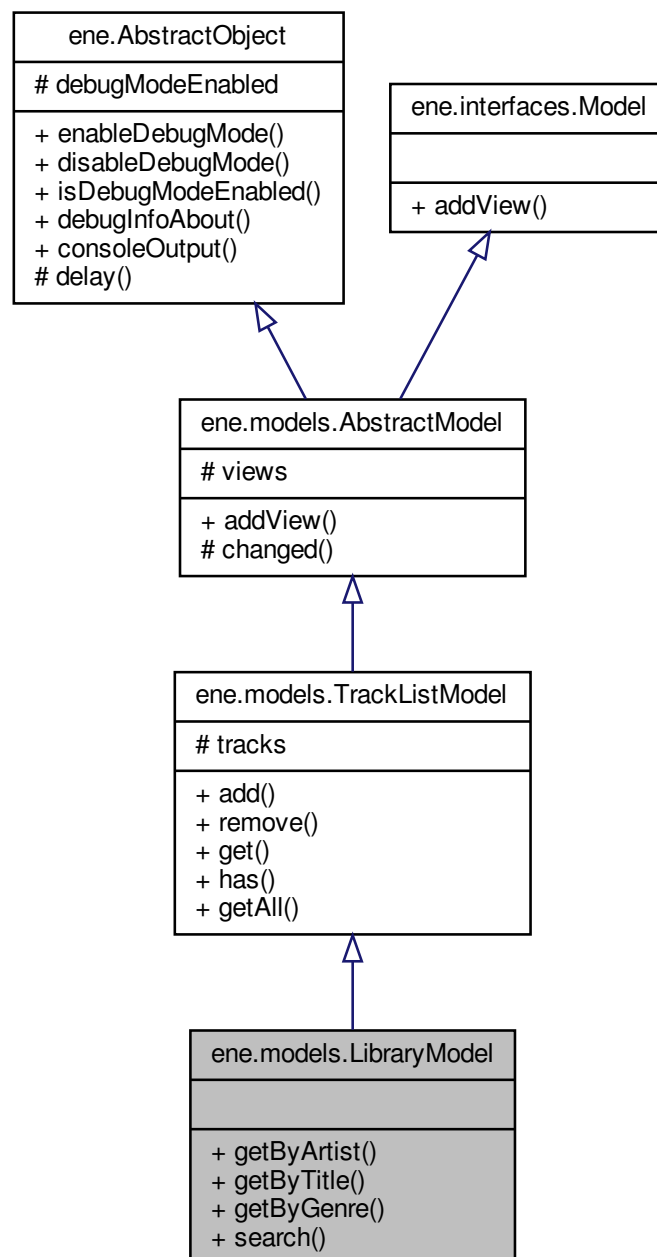 ene.AbstractObject
# debugModeEnabled
+ enableDebugMode()
+ disableDebugMode()
+ isDebugModeEnabled()
+ debugInfoAbout()
+ consoleOutput()
# delay()
ene.interfaces.Model
+ addView()
ene.models.AbstractModel
# views
+ addView()
# changed()
ene.models.TrackListModel
# tracks
+ add()
+ remove()
+ get()
+ has()
+ getAll()
ene.models.LibraryModel
+ getByArtist()
+ getByTitle()
+ getByGenre()
+ search()